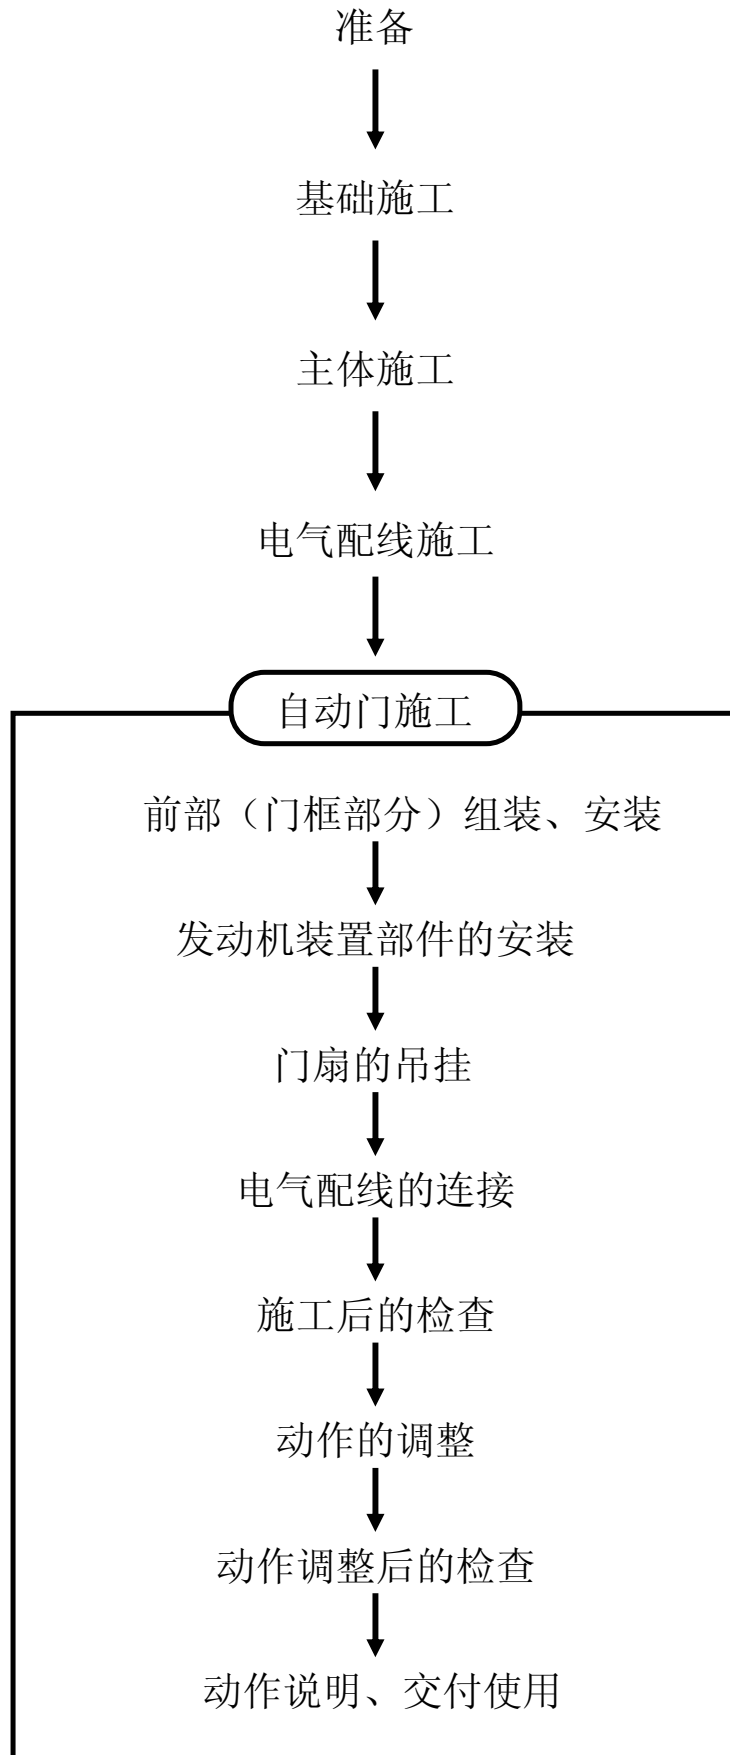 准备
基础施工
主体施工
电气配线施工
自动门施工
前部（门框部分）组装、安装
发动机装置部件的安装
门扇的吊挂
电气配线的连接
施工后的检查
动作的调整
动作调整后的检查
动作说明、交付使用